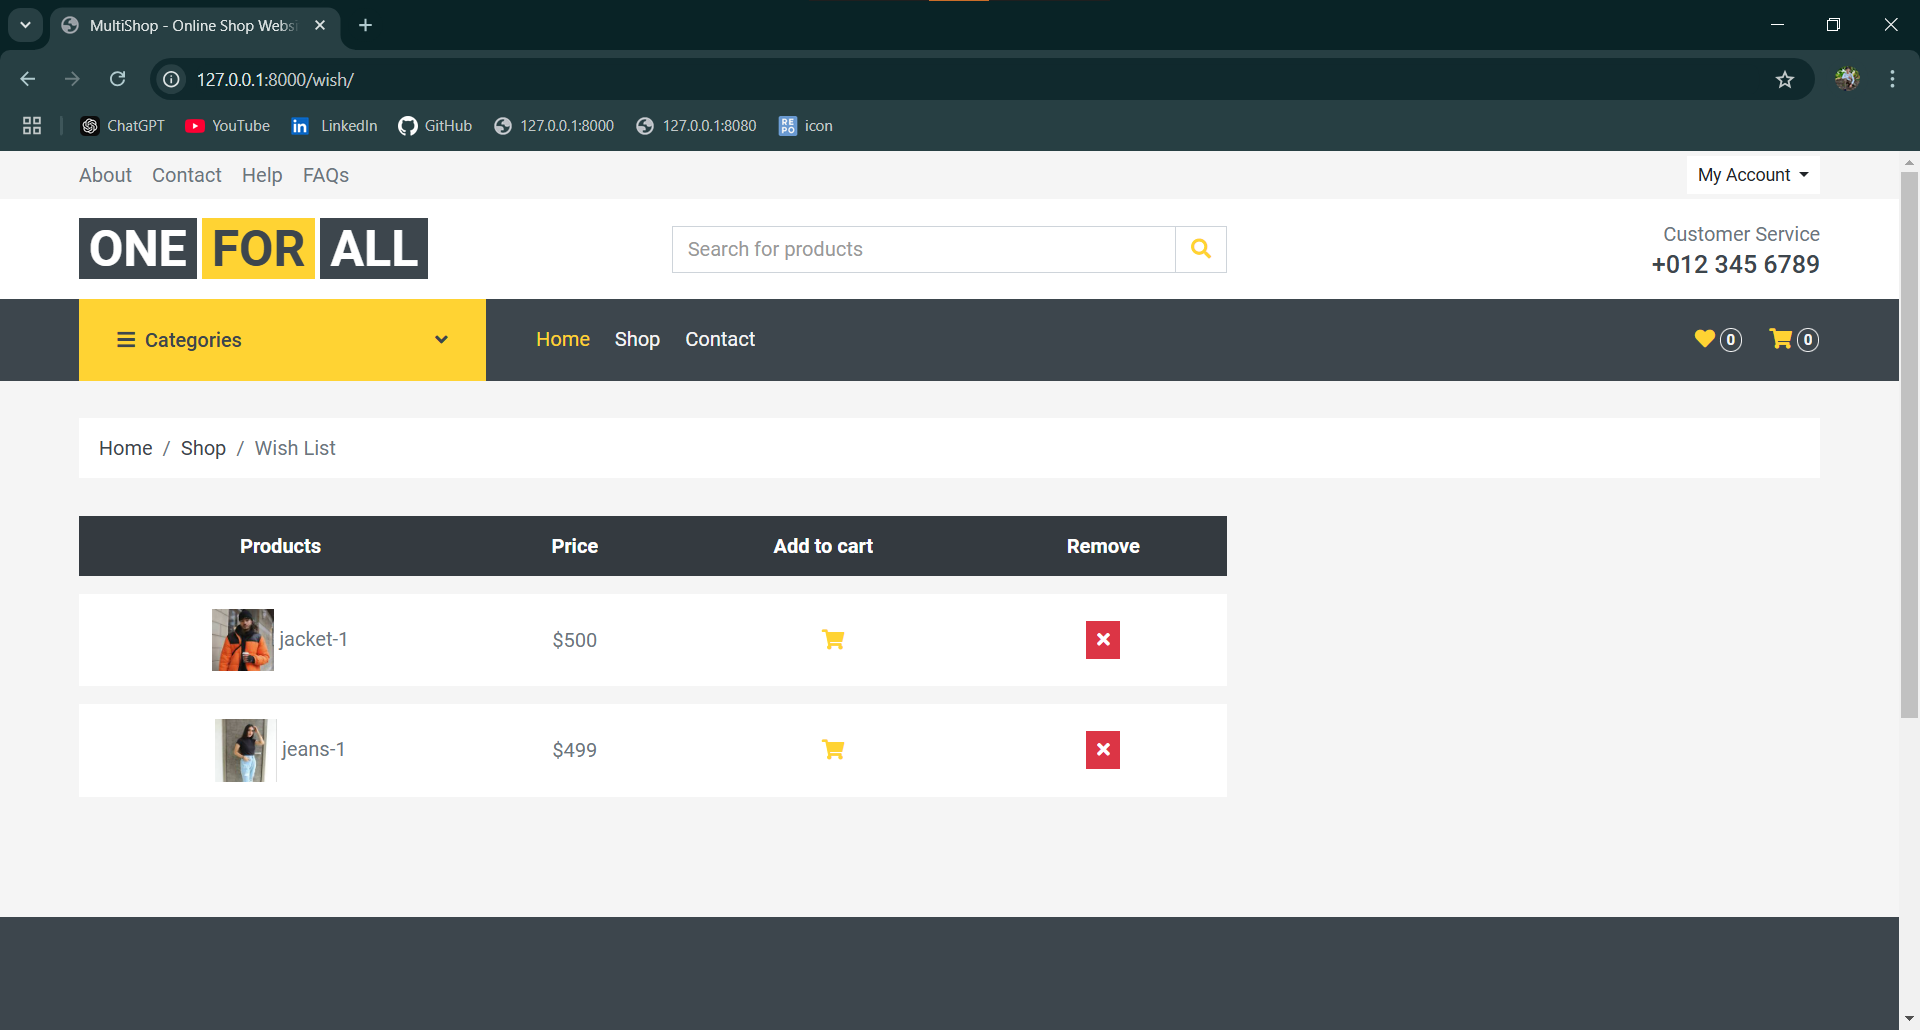 MultiShop - Online Shop Websi
127.0.0.1:8000/wish/
ChatGPT YouTube LinkedIn GitHub 127.0.0.1:8000 127.0.0.1:8080 icon
About Contact Help FAQs My Account
ONE FOR ALL
Search for products
Customer Service
+012 345 6789
Categories
Home Shop Contact
0 0
Home / Shop / Wish List
Products Price Add to cart Remove
jacket-1 $500
jeans-1 $499